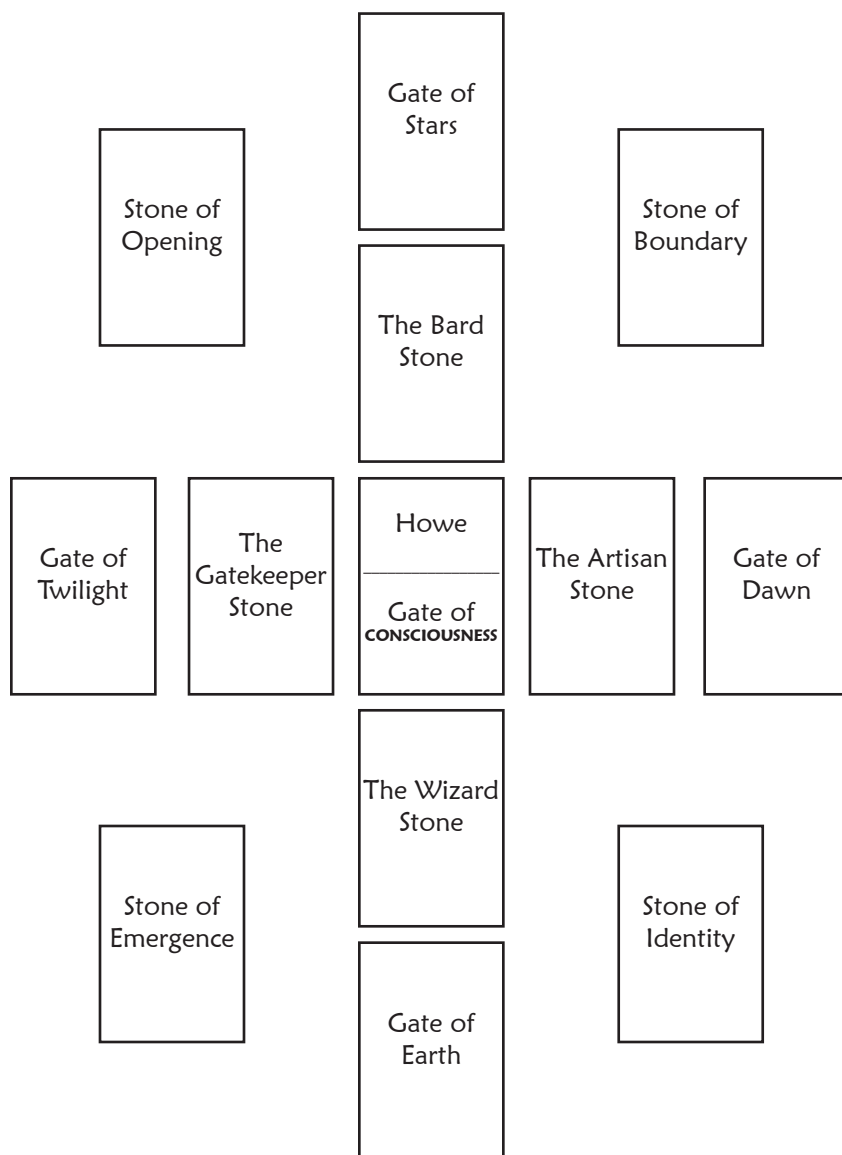 Gate of
Stars
Stone of
Opening
Stone of
Boundary
The Bard
Stone
Gate of
Twilight
The
Gatekeeper
Stone
Howe
Gate of
CONSCIOUSNESS
The Artisan
Stone
Gate of
Dawn
The Wizard
Stone
Stone of
Emergence
Stone of
Identity
Gate of
Earth